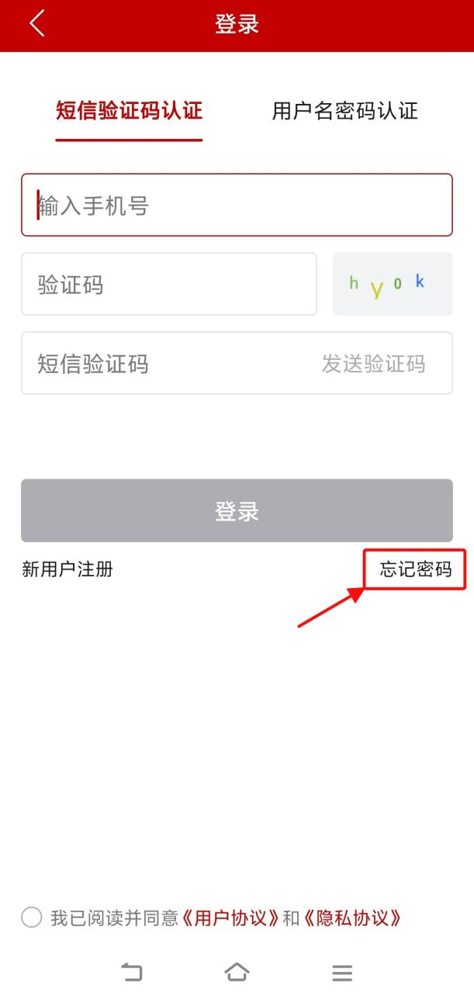 登录
短信验证码认证 用户名密码认证
输入手机号
验证码 hy0k
短信验证码 发送验证码
登录
新用户注册 忘记密码
我已阅读并同意《用户协议》和《隐私协议》